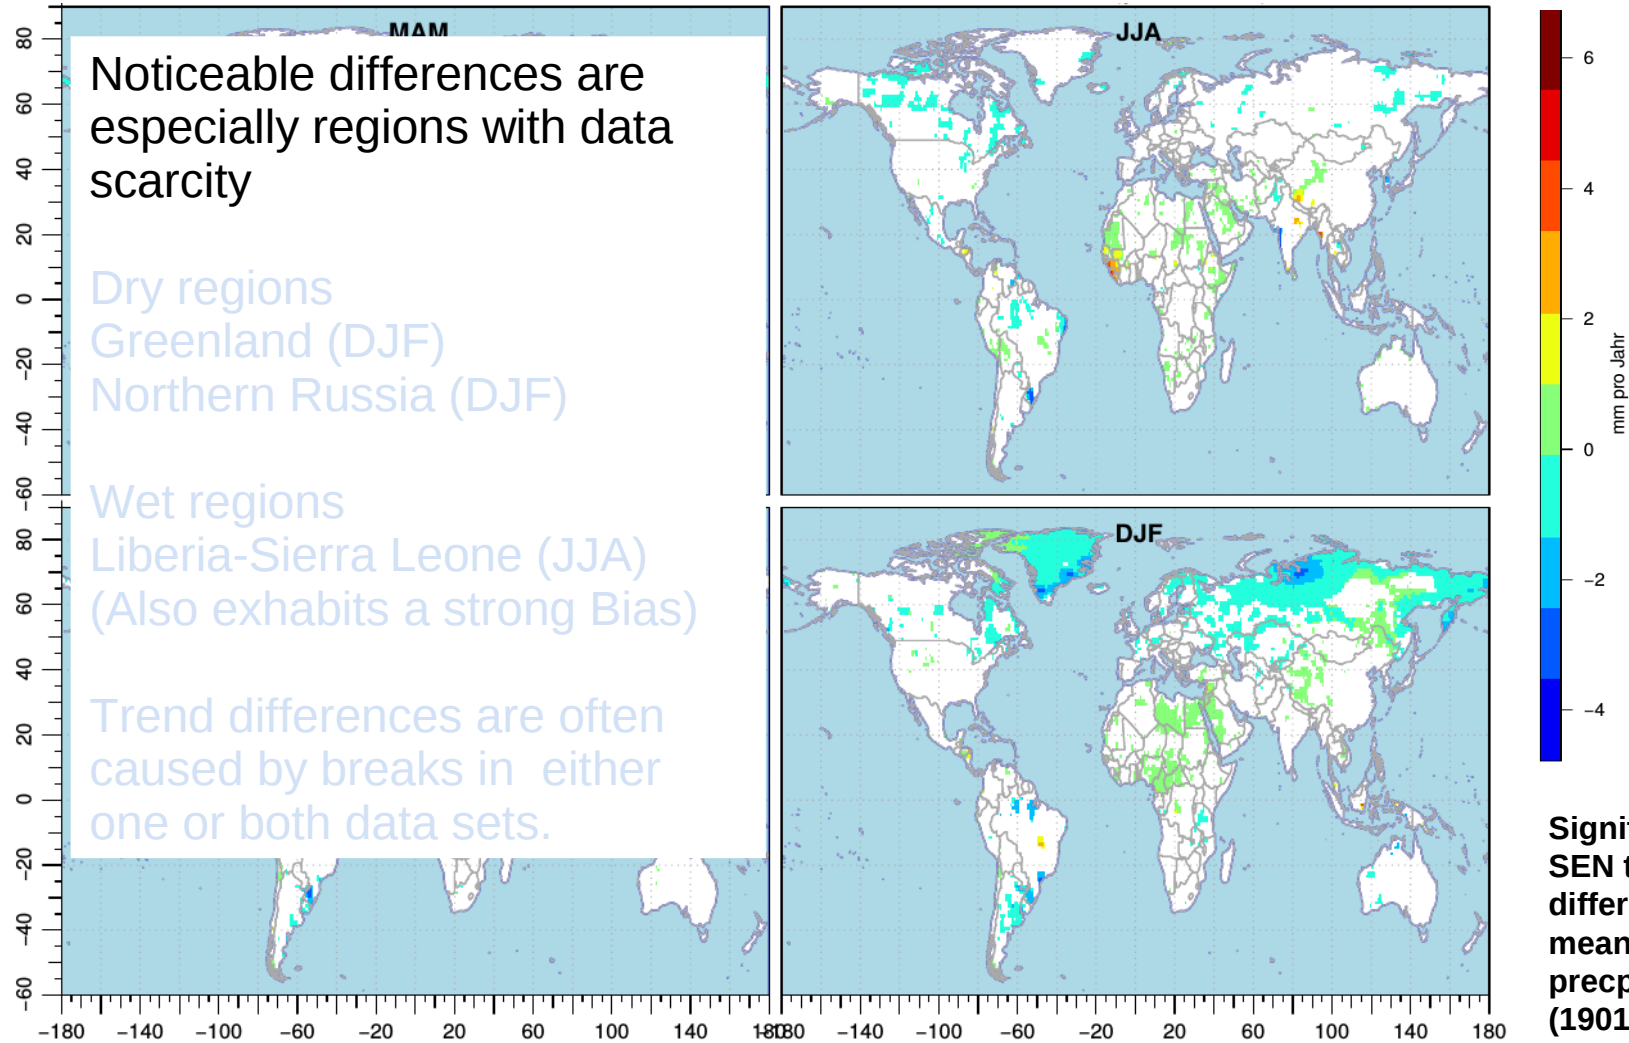 MAM
JJA
Noticeable differences are
especially regions with data
scarcity
Dry regions
Greenland (DJF)
Northern Russia (DJF)
Wet regions
Liberia-Sierra Leone (JJA)
(Also exhabits a strong Bias)
Trend differences are often
caused by breaks in  either
one or both data sets.
DJF
80
60
40
20
0
−20
−40
−60
80
60
40
20
0
−20
−40
−60
−180 −140 −100 −60 −20 20 60 100 140
−140 −100 −60 −20 20 60 100 140 180
6
4
2
0
−2
−4
mm pro Jahr
SEN
mean
(1901